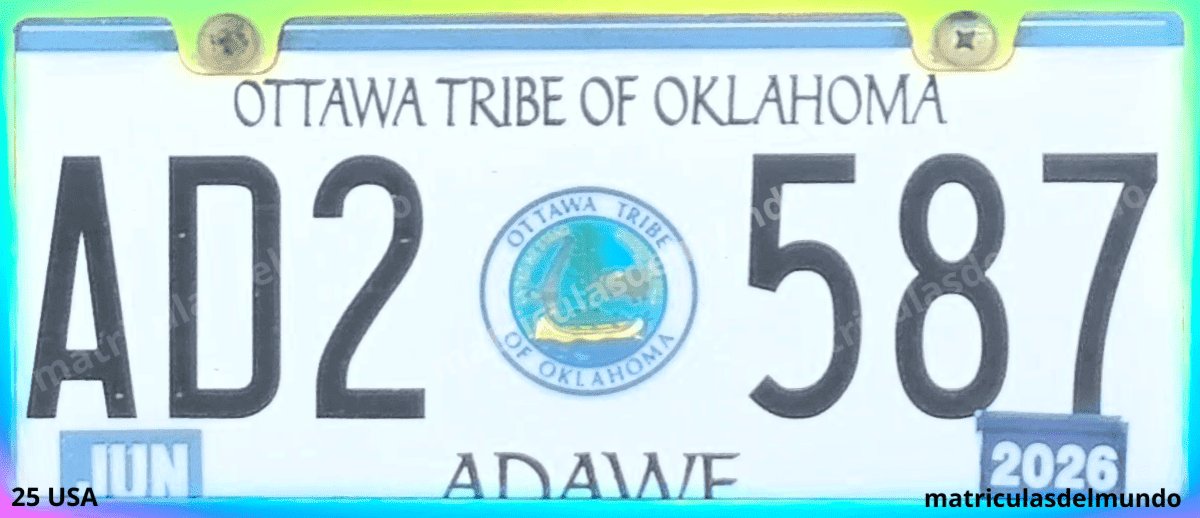 OTTAWA TRIBE OF OKLAHOMA
AD2 587
OTTAWA TRIBE
OF OKLAHOMA
JUN
2026
ADAWE
25 USA
matriculasdelmundo